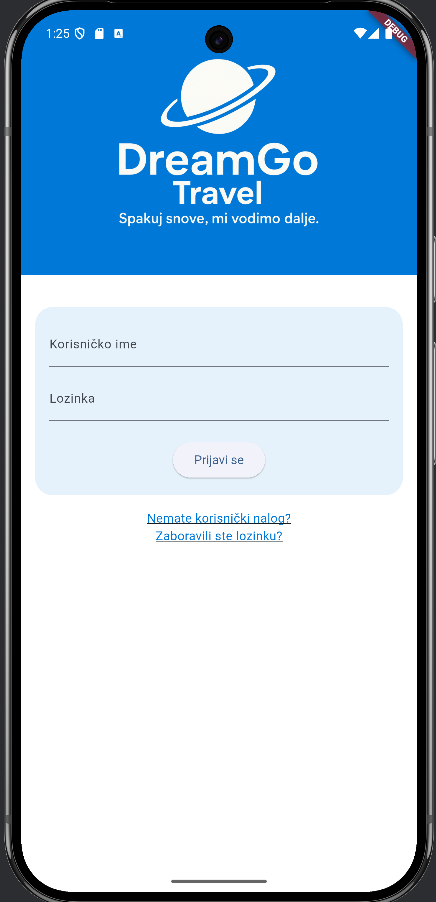 1:25
A
DEBUG
DreamGo
Travel
Spakuj snove, mi vodimo dalje.
Korisničko ime
Lozinka
Prijavi se
Nemate korisnički nalog?
Zaboravili ste lozinku?